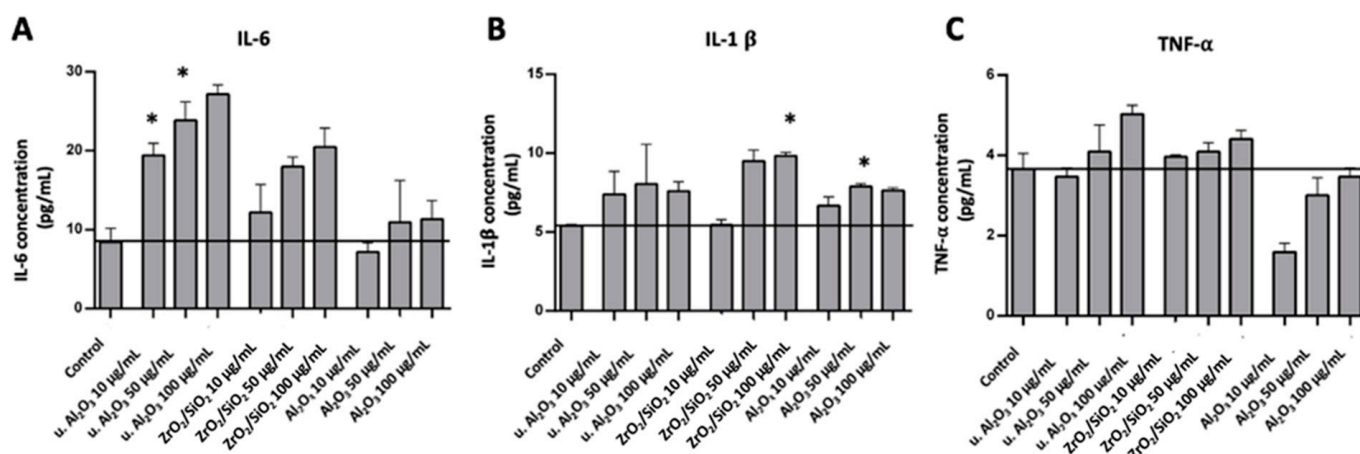 A
IL-6
IL-6 concentration
(pg/mL)
30
20
10
0
*
*
Control
u. Al₂O₃ 10 µg/mL
u. Al₂O₃ 50 µg/mL
u. Al₂O₃ 100 µg/mL
ZrO₂/SiO₂ 10 µg/mL
ZrO₂/SiO₂ 50 µg/mL
ZrO₂/SiO₂ 100 µg/mL
Al₂O₃ 10 µg/mL
Al₂O₃ 50 µg/mL
Al₂O₃ 100 µg/mL
B
IL-1 β
IL-1β concentration
(pg/mL)
15
10
5
0
*
*
Control
u. Al₂O₃ 10 µg/mL
u. Al₂O₃ 50 µg/mL
u. Al₂O₃ 100 µg/mL
ZrO₂/SiO₂ 10 µg/mL
ZrO₂/SiO₂ 50 µg/mL
ZrO₂/SiO₂ 100 µg/mL
Al₂O₃ 10 µg/mL
Al₂O₃ 50 µg/mL
Al₂O₃ 100 µg/mL
C
TNF-α
TNF-α concentration
(pg/mL)
6
4
2
0
Control
u. Al₂O₃ 10 µg/mL
u. Al₂O₃ 50 µg/mL
u. Al₂O₃ 100 µg/mL
ZrO₂/SiO₂ 10 µg/mL
ZrO₂/SiO₂ 50 µg/mL
ZrO₂/SiO₂ 100 µg/mL
Al₂O₃ 10 µg/mL
Al₂O₃ 50 µg/mL
Al₂O₃ 100 µg/mL